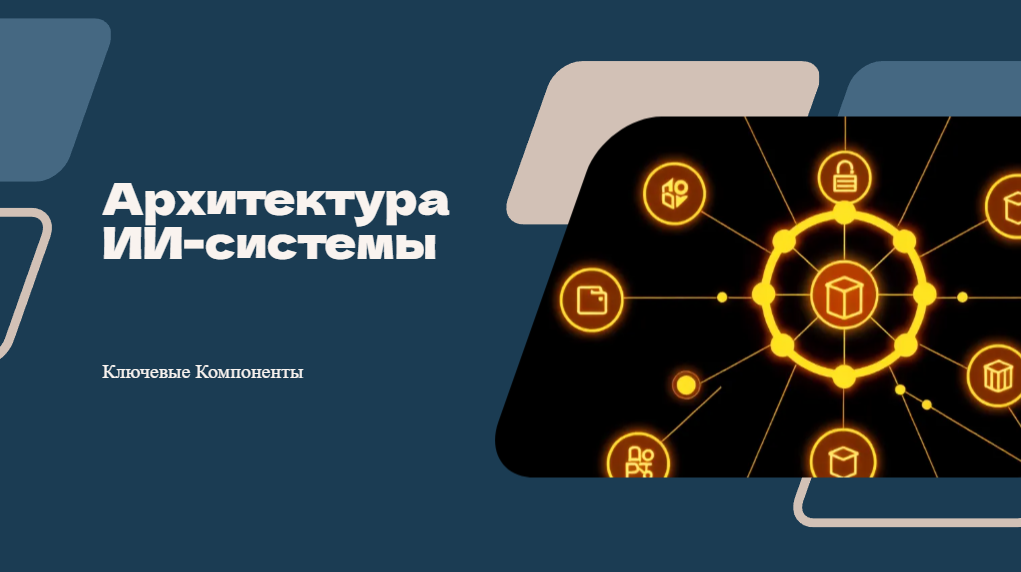 Архитектура
ИИ-системы
Ключевые Компоненты